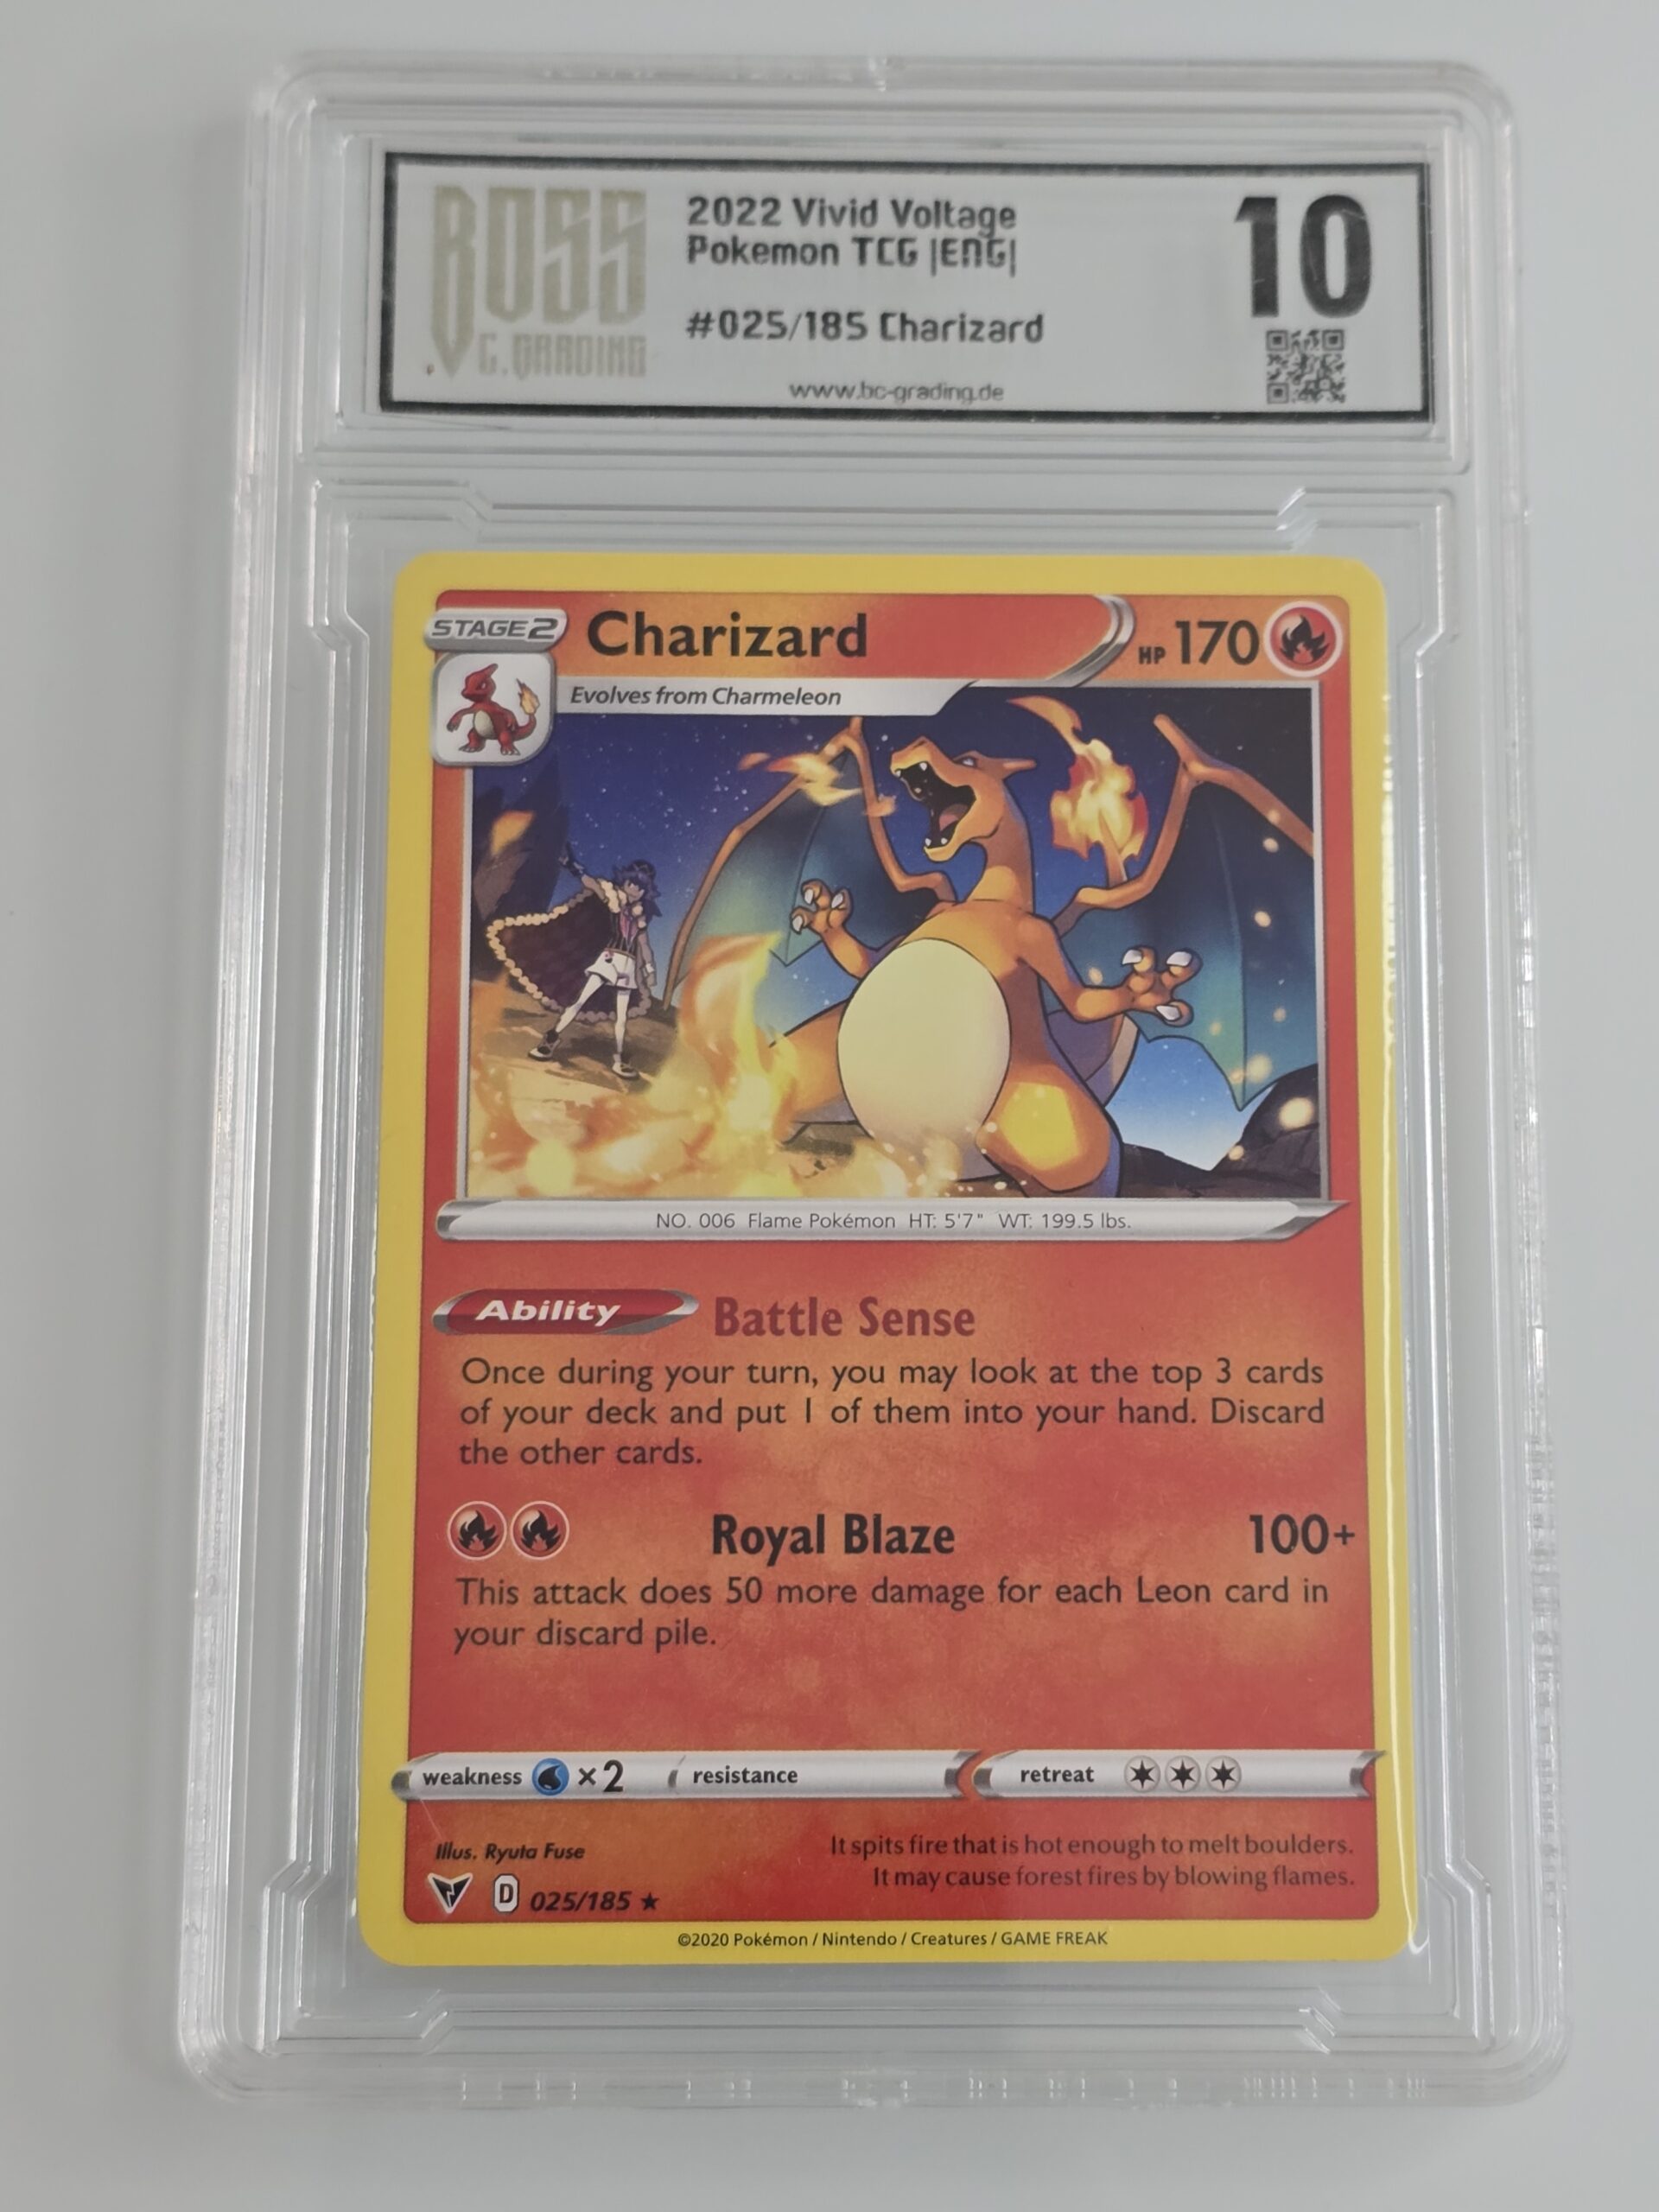 BOSS
C. GRADING
2022 Vivid Voltage
Pokemon TCG |ENG|
#025/185 Charizard
www.bc-grading.de
10
STAGE2
Charizard
HP 170
Evolves from Charmeleon
NO. 006 Flame Pokémon HT: 5'7" WT: 199.5 lbs.
Ability Battle Sense
Once during your turn, you may look at the top 3 cards
of your deck and put 1 of them into your hand. Discard
the other cards.
Royal Blaze 100+
This attack does 50 more damage for each Leon card in
your discard pile.
weakness ×2 resistance retreat
Illus. Ryuta Fuse
It spits fire that is hot enough to melt boulders.
It may cause forest fires by blowing flames.
D 025/185 ★
©2020 Pokémon / Nintendo / Creatures / GAME FREAK